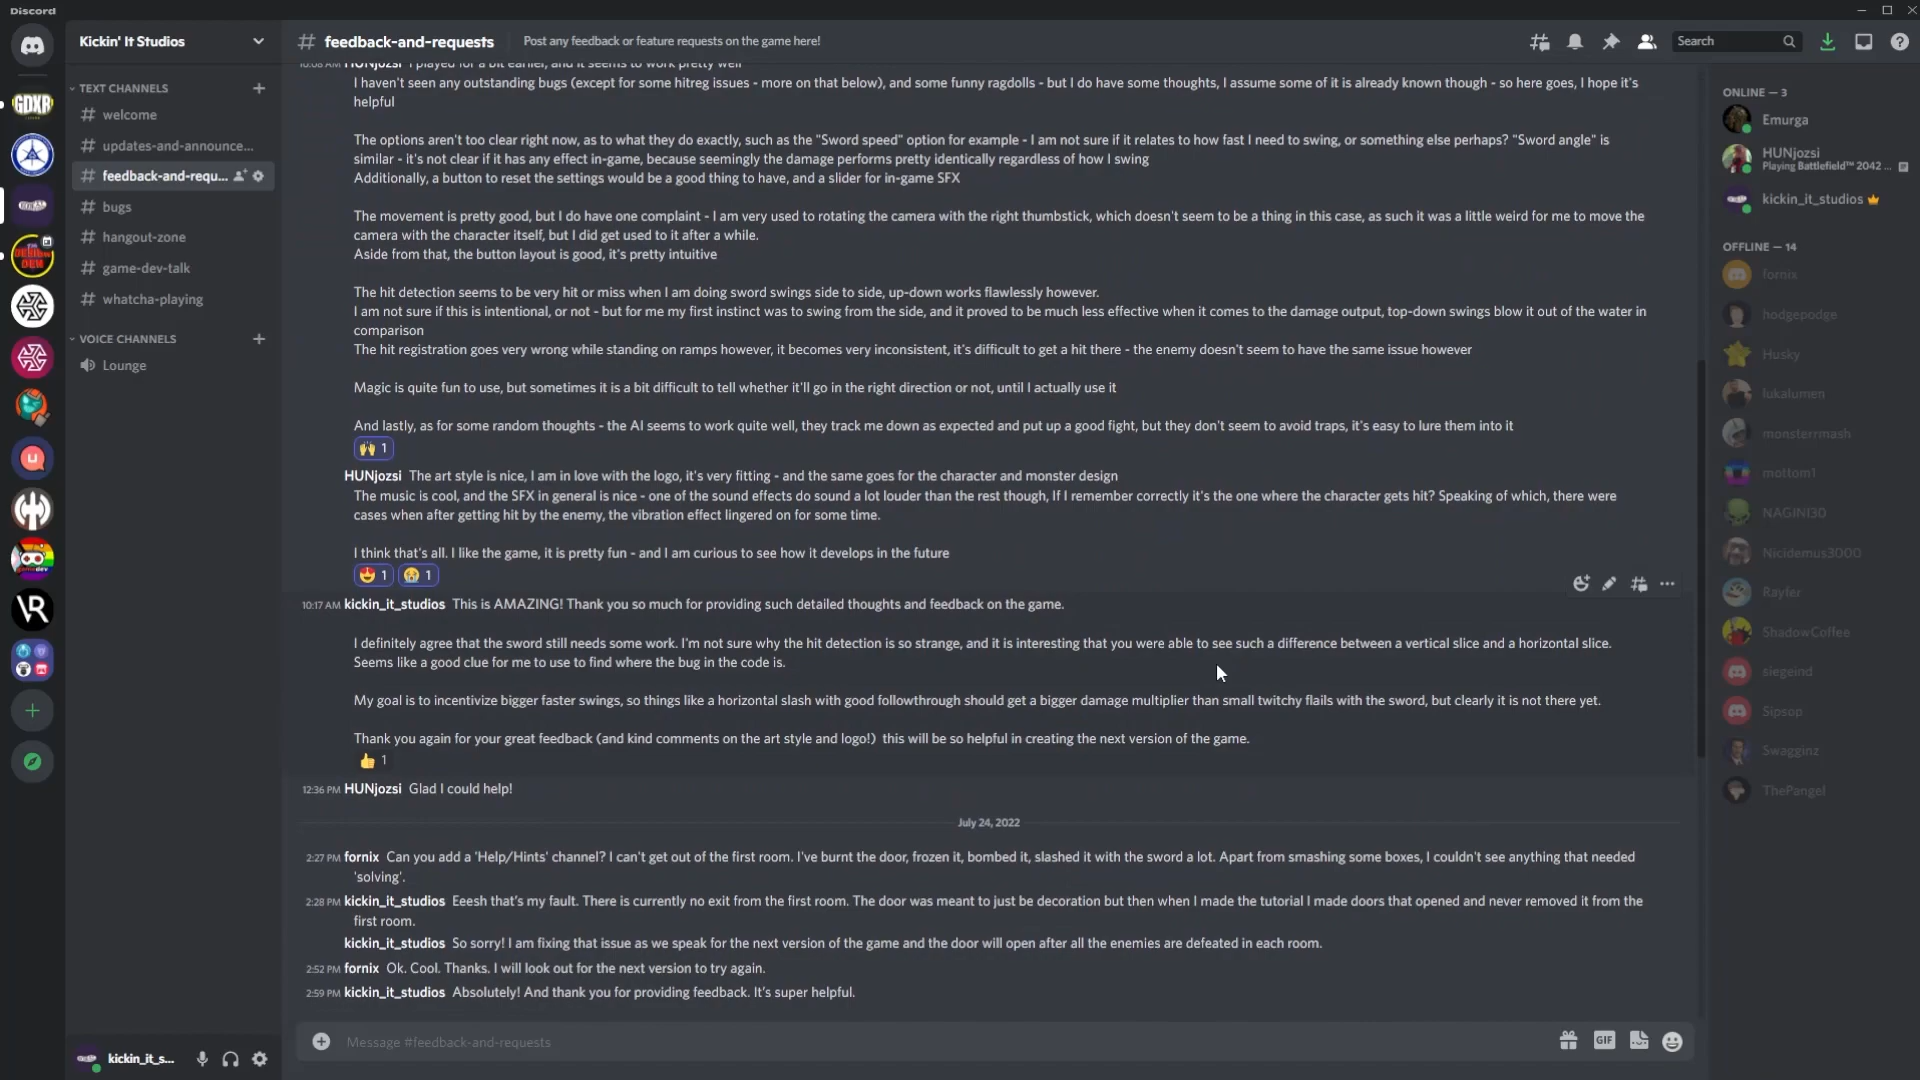 Discord
Kickin' It Studios
feedback-and-requests
Post any feedback or feature requests on the game here!
Search
TEXT CHANNELS
welcome
updates-and-announce...
feedback-and-requ...
bugs
hangout-zone
game-dev-talk
whatcha-playing
VOICE CHANNELS
Lounge
10:08 AM HUNjozsi I played for a bit earlier, and it seems to work pretty well
I haven't seen any outstanding bugs (except for some hitreg issues - more on that below), and some funny ragdolls - but I do have some thoughts, I assume some of it is already known though - so here goes, I hope it's
helpful
The options aren't too clear right now, as to what they do exactly, such as the "Sword speed" option for example - I am not sure if it relates to how fast I need to swing, or something else perhaps? "Sword angle" is
similar - it's not clear if it has any effect in-game, because seemingly the damage performs pretty identically regardless of how I swing
Additionally, a button to reset the settings would be a good thing to have, and a slider for in-game SFX
The movement is pretty good, but I do have one complaint - I am very used to rotating the camera with the right thumbstick, which doesn't seem to be a thing in this case, as such it was a little weird for me to move the
camera with the character itself, but I did get used to it after a while.
Aside from that, the button layout is good, it's pretty intuitive
The hit detection seems to be very hit or miss when I am doing sword swings side to side, up-down works flawlessly however.
I am not sure if this is intentional, or not - but for me my first instinct was to swing from the side, and it proved to be much less effective when it comes to the damage output, top-down swings blow it out of the water in
comparison
The hit registration goes very wrong while standing on ramps however, it becomes very inconsistent, it's difficult to get a hit there - the enemy doesn't seem to have the same issue however
Magic is quite fun to use, but sometimes it is a bit difficult to tell whether it'll go in the right direction or not, until I actually use it
And lastly, as for some random thoughts - the AI seems to work quite well, they track me down as expected and put up a good fight, but they don't seem to avoid traps, it's easy to lure them into it
1
HUNjozsi The art style is nice, I am in love with the logo, it's very fitting - and the same goes for the character and monster design
The music is cool, and the SFX in general is nice - one of the sound effects do sound a lot louder than the rest though, If I remember correctly it's the one where the character gets hit? Speaking of which, there were
cases when after getting hit by the enemy, the vibration effect lingered on for some time.
I think that's all. I like the game, it is pretty fun - and I am curious to see how it develops in the future
1 1
10:17 AM kickin_it_studios This is AMAZING! Thank you so much for providing such detailed thoughts and feedback on the game.
I definitely agree that the sword still needs some work. I'm not sure why the hit detection is so strange, and it is interesting that you were able to see such a difference between a vertical slice and a horizontal slice.
Seems like a good clue for me to use to find where the bug in the code is.
My goal is to incentivize bigger faster swings, so things like a horizontal slash with good followthrough should get a bigger damage multiplier than small twitchy flails with the sword, but clearly it is not there yet.
Thank you again for your great feedback (and kind comments on the art style and logo!) this will be so helpful in creating the next version of the game.
1
12:36 PM HUNjozsi Glad I could help!
July 24, 2022
2:27 PM fornix Can you add a 'Help/Hints' channel? I can't get out of the first room. I've burnt the door, frozen it, bombed it, slashed it with the sword a lot. Apart from smashing some boxes, I couldn't see anything that needed
'solving'.
2:28 PM kickin_it_studios Eeesh that's my fault. There is currently no exit from the first room. The door was meant to just be decoration but then when I made the tutorial I made doors that opened and never removed it from the
first room.
kickin_it_studios So sorry! I am fixing that issue as we speak for the next version of the game and the door will open after all the enemies are defeated in each room.
2:52 PM fornix Ok. Cool. Thanks. I will look out for the next version to try again.
2:59 PM kickin_it_studios Absolutely! And thank you for providing feedback. It's super helpful.
Message #feedback-and-requests
GIF
kickin_it_s...
ONLINE — 3
Emurga
HUNjozsi
Playing Battlefield™ 2042 ...
kickin_it_studios
OFFLINE — 14
fornix
hodgepodge
Husky
lukalumen
monsterrmash
mottom1
NAGINI30
Nicidemus3000
Rayfer
ShadowCoffee
siegeind
Sipsop
Swagginz
ThePangel
GDXR
VR